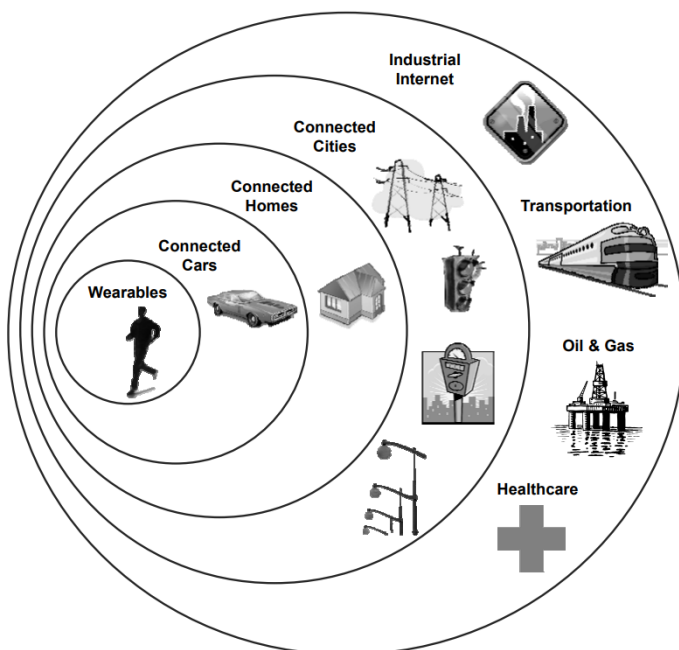 Industrial
Internet
Connected
Cities
Connected
Homes
Transportation
Connected
Cars
Wearables
Oil & Gas
Healthcare